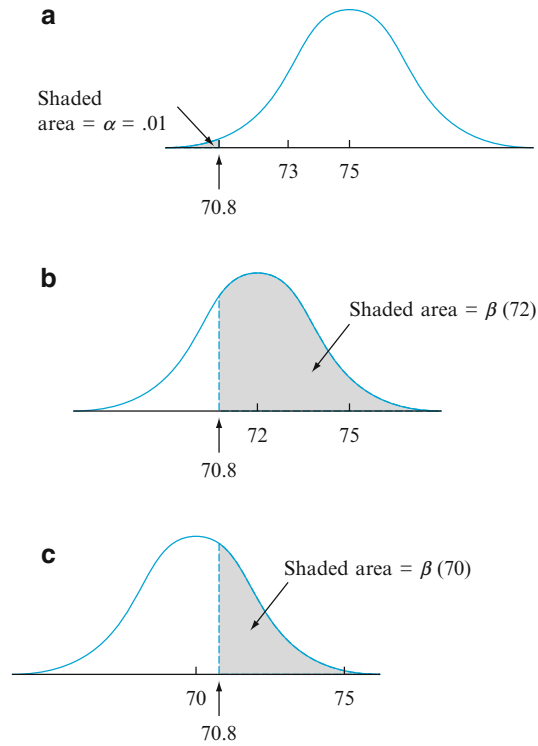 a
Shaded
area = α = .01
73 75
70.8
b
Shaded area = β (72)
72 75
70.8
c
Shaded area = β (70)
70 75
70.8